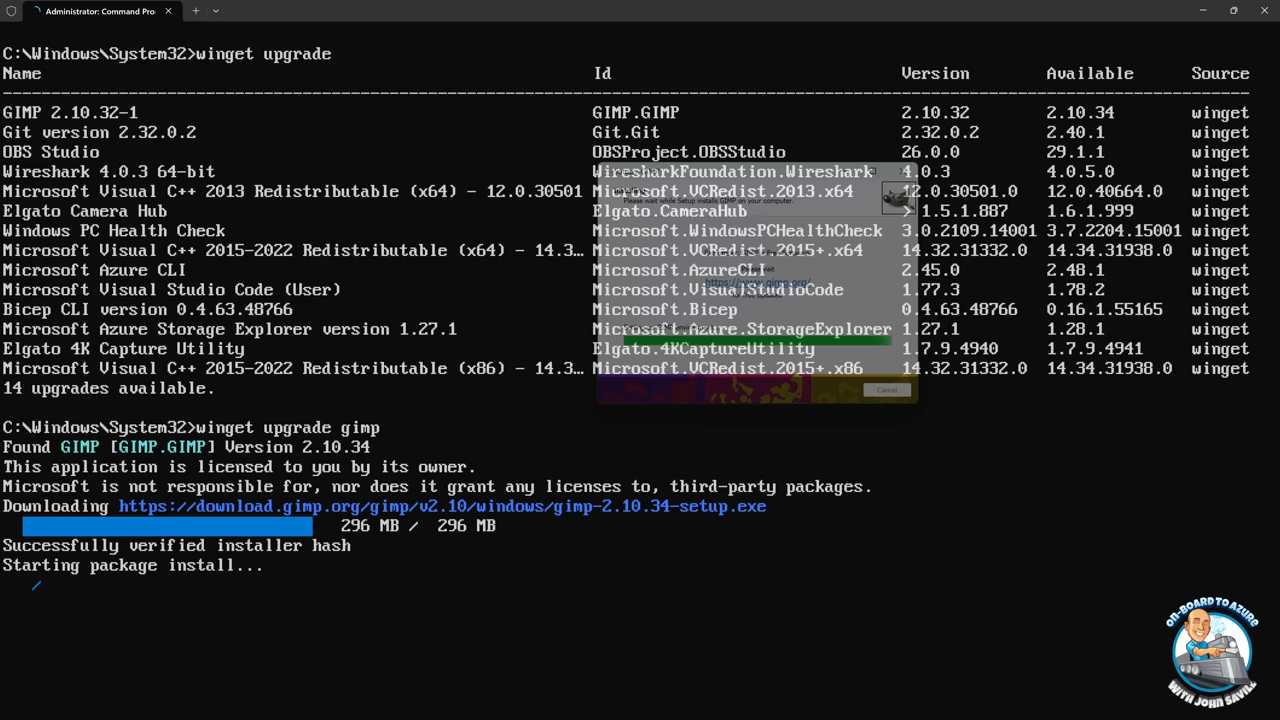 Administrator: Command Pro
C:\Windows\System32>winget upgrade
Name Id Version Available Source
GIMP 2.10.32-1 GIMP.GIMP 2.10.32 2.10.34 winget
Git version 2.32.0.2 Git.Git 2.32.0.2 2.40.1 winget
OBS Studio OBSProject.OBSStudio 26.0.0 29.1.1 winget
Wireshark 4.0.3 64-bit WiresharkFoundation.Wireshark 4.0.3 4.0.5.0 winget
Microsoft Visual C++ 2013 Redistributable (x64) - 12.0.30501 Microsoft.VCRedist.2013.x64 12.0.30501.0 12.0.40664.0 winget
Elgato Camera Hub Elgato.CameraHub > 1.5.1.887 1.6.1.999 winget
Windows PC Health Check Microsoft.WindowsPCHealthCheck 3.0.2109.14001 3.7.2204.15001 winget
Microsoft Visual C++ 2015-2022 Redistributable (x64) - 14.3… Microsoft.VCRedist.2015+.x64 14.32.31332.0 14.34.31938.0 winget
Microsoft Azure CLI Microsoft.AzureCLI 2.45.0 2.48.1 winget
Microsoft Visual Studio Code (User) Microsoft.VisualStudioCode 1.77.3 1.78.2 winget
Bicep CLI version 0.4.63.48766 Microsoft.Bicep 0.4.63.48766 0.16.1.55165 winget
Microsoft Azure Storage Explorer version 1.27.1 Microsoft.Azure.StorageExplorer 1.27.1 1.28.1 winget
Elgato 4K Capture Utility Elgato.4KCaptureUtility 1.7.9.4940 1.7.9.4941 winget
Microsoft Visual C++ 2015-2022 Redistributable (x86) - 14.3… Microsoft.VCRedist.2015+.x86 14.32.31332.0 14.34.31938.0 winget
14 upgrades available.
Please wait while Setup installs GIMP on your computer.
https://www.gimp.org/
Cancel
C:\Windows\System32>winget upgrade gimp
Found GIMP [GIMP.GIMP] Version 2.10.34
This application is licensed to you by its owner.
Microsoft is not responsible for, nor does it grant any licenses to, third-party packages.
Downloading https://download.gimp.org/gimp/v2.10/windows/gimp-2.10.34-setup.exe
296 MB / 296 MB
Successfully verified installer hash
Starting package install...
/
ON-BOARD TO AZURE
WITH JOHN SAVILL